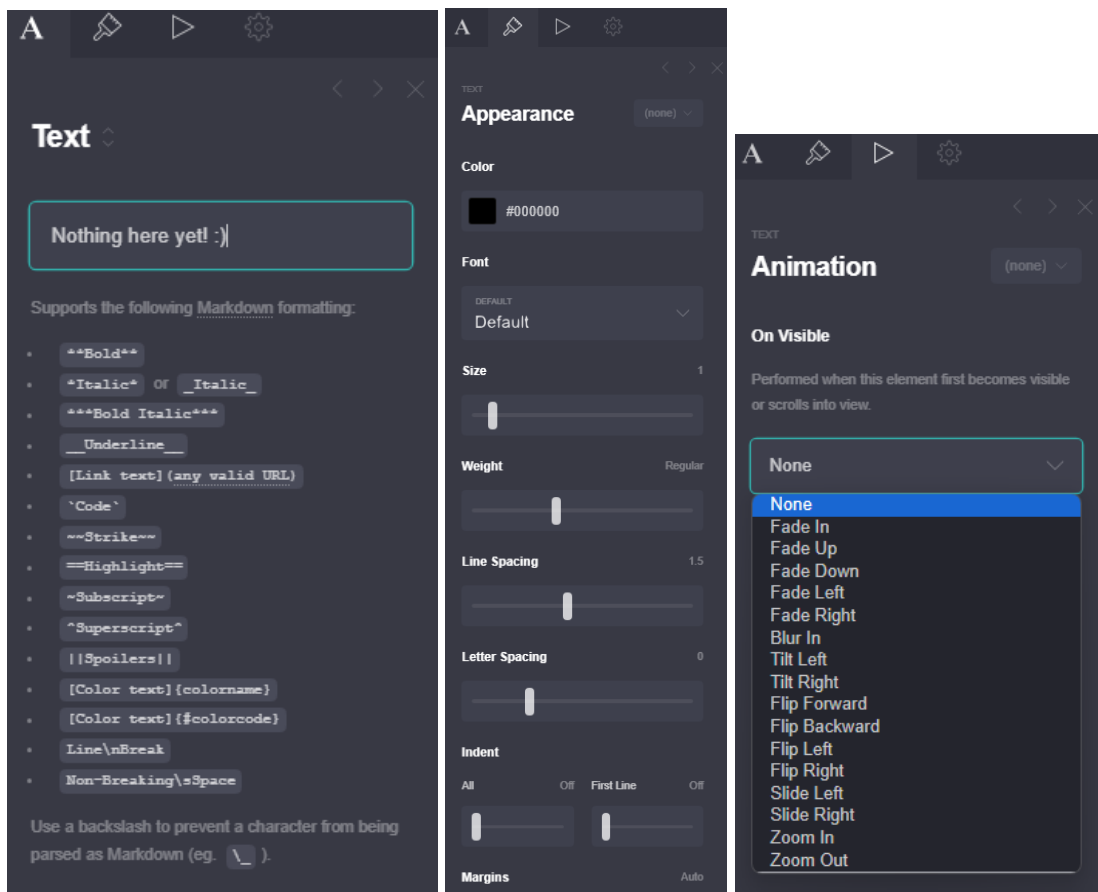 A
Text
Nothing here yet! :)
Supports the following Markdown formatting:
**Bold**
*Italic* or _Italic_
***Bold Italic***
__Underline__
[Link text](any valid URL)
`Code`
~~Strike~~
==Highlight==
~Subscript~
^Superscript^
||Spoilers||
[Color text]{colorname}
[Color text]{#colorcode}
Line\nBreak
Non-Breaking\sSpace
Use a backslash to prevent a character from being
parsed as Markdown (eg. \_ ).
A
TEXT
Appearance (none)
Color
#000000
Font
DEFAULT
Default
Size 1
Weight Regular
Line Spacing 1.5
Letter Spacing 0
Indent
All Off First Line Off
Margins Auto
A
TEXT
Animation (none)
On Visible
Performed when this element first becomes visible
or scrolls into view.
None
None
Fade In
Fade Up
Fade Down
Fade Left
Fade Right
Blur In
Tilt Left
Tilt Right
Flip Forward
Flip Backward
Flip Left
Flip Right
Slide Left
Slide Right
Zoom In
Zoom Out